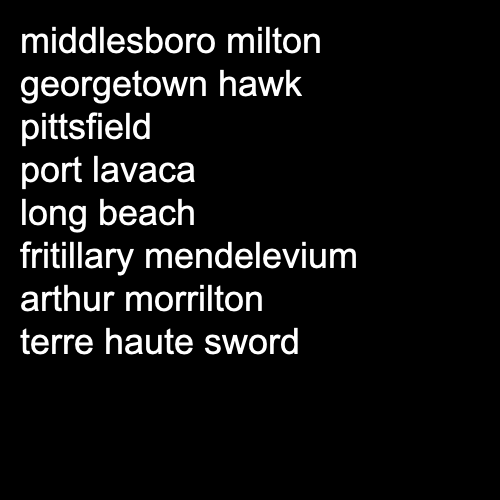 middlesboro milton
georgetown hawk
pittsfield
port lavaca
long beach
fritillary mendelevium
arthur morrilton
terre haute sword